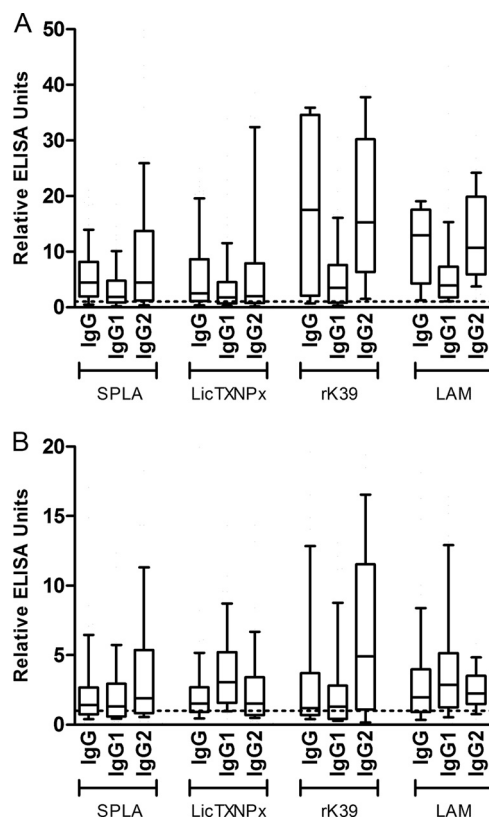 A
Relative ELISA Units
50
40
30
20
10
0
IgG IgG1 IgG2 IgG IgG1 IgG2 IgG IgG1 IgG2 IgG IgG1 IgG2
SPLA LicTXNPx rK39 LAM
B
Relative ELISA Units
20
15
10
5
0
IgG IgG1 IgG2 IgG IgG1 IgG2 IgG IgG1 IgG2 IgG IgG1 IgG2
SPLA LicTXNPx rK39 LAM